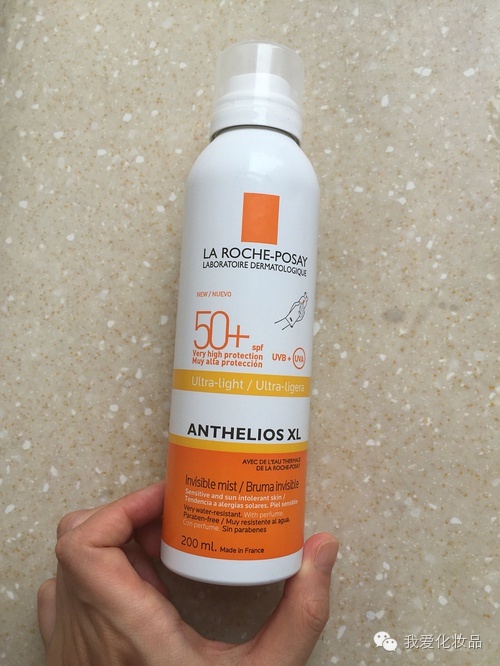 LA ROCHE-POSAY
LABORATOIRE DERMATOLOGIQUE
NEW / NUEVO
50+ spf
UVB + UVA
Very high protection
Muy alta protección
Ultra-light / Ultra-ligera
ANTHELIOS XL
AVEC DE L'EAU THERMALE
DE LA ROCHE-POSAY
Invisible mist / Bruma invisible
Sensitive and sun intolerant skin /
Tendencia a alergias solares. Piel sensible
Very water-resistant. With perfume.
Paraben-free / Muy resistente al agua.
Con perfume. Sin parabenes
200 ml. Made in France
我爱化妆品